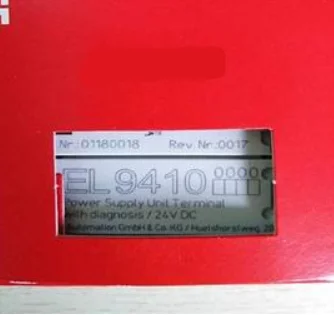 Nr.:01180018 Rev. Nr.:0017
EL9410
Power Supply Unit Terminal
with diagnosis / 24V DC
Automation GmbH & Co. KG / Huelshorstweg, 20